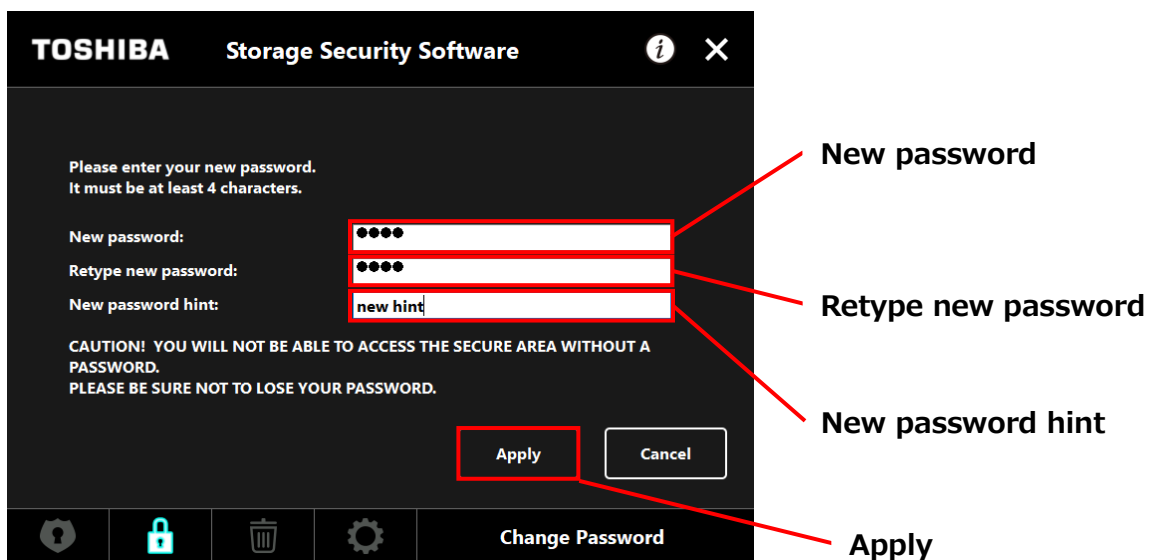 TOSHIBA Storage Security Software i
New password
Please enter your new password.
It must be at least 4 characters.
New password: ●●●●
Retype new password: ●●●●
Retype new password
New password hint: new hint
CAUTION! YOU WILL NOT BE ABLE TO ACCESS THE SECURE AREA WITHOUT A
PASSWORD.
PLEASE BE SURE NOT TO LOSE YOUR PASSWORD.
New password hint
Apply Cancel
Change Password
Apply